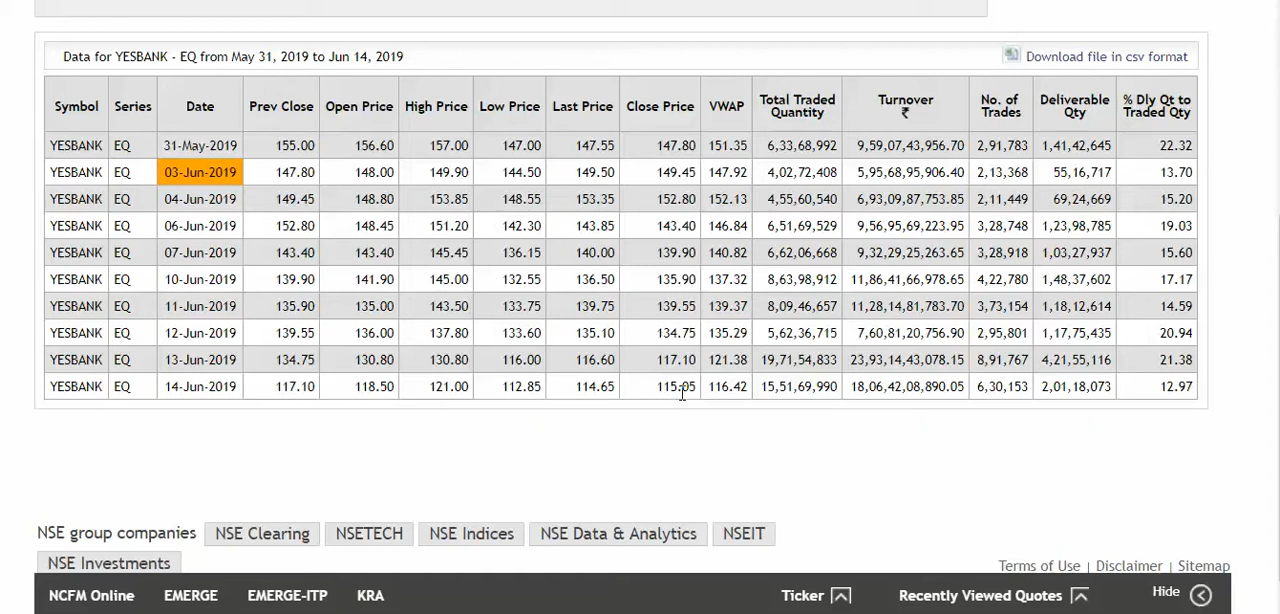 Data for YESBANK - EQ from May 31, 2019 to Jun 14, 2019 Download file in csv format
Symbol Series Date Prev Close Open Price High Price Low Price Last Price Close Price VWAP Total Traded Quantity Turnover ₹ No. of Trades Deliverable Qty % Dly Qt to Traded Qty
YESBANK EQ 31-May-2019 155.00 156.60 157.00 147.00 147.55 147.80 151.35 6,33,68,992 9,59,07,43,956.70 2,91,783 1,41,42,645 22.32
YESBANK EQ 03-Jun-2019 147.80 148.00 149.90 144.50 149.50 149.45 147.92 4,02,72,408 5,95,68,95,906.40 2,13,368 55,16,717 13.70
YESBANK EQ 04-Jun-2019 149.45 148.80 153.85 148.55 153.35 152.80 152.13 4,55,60,540 6,93,09,87,753.85 2,11,449 69,24,669 15.20
YESBANK EQ 06-Jun-2019 152.80 148.45 151.20 142.30 143.85 143.40 146.84 6,51,69,529 9,56,95,69,223.95 3,28,748 1,23,98,785 19.03
YESBANK EQ 07-Jun-2019 143.40 143.40 145.45 136.15 140.00 139.90 140.82 6,62,06,668 9,32,29,25,263.65 3,28,918 1,03,27,937 15.60
YESBANK EQ 10-Jun-2019 139.90 141.90 145.00 132.55 136.50 135.90 137.32 8,63,98,912 11,86,41,66,978.65 4,22,780 1,48,37,602 17.17
YESBANK EQ 11-Jun-2019 135.90 135.00 143.50 133.75 139.75 139.55 139.37 8,09,46,657 11,28,14,81,783.70 3,73,154 1,18,12,614 14.59
YESBANK EQ 12-Jun-2019 139.55 136.00 137.80 133.60 135.10 134.75 135.29 5,62,36,715 7,60,81,20,756.90 2,95,801 1,17,75,435 20.94
YESBANK EQ 13-Jun-2019 134.75 130.80 130.80 116.00 116.60 117.10 121.38 19,71,54,833 23,93,14,43,078.15 8,91,767 4,21,55,116 21.38
YESBANK EQ 14-Jun-2019 117.10 118.50 121.00 112.85 114.65 115.05 116.42 15,51,69,990 18,06,42,08,890.05 6,30,153 2,01,18,073 12.97
NSE group companies NSE Clearing NSETECH NSE Indices NSE Data & Analytics NSEIT
NSE Investments
Terms of Use | Disclaimer | Sitemap
NCFM Online EMERGE EMERGE-ITP KRA Ticker Recently Viewed Quotes Hide